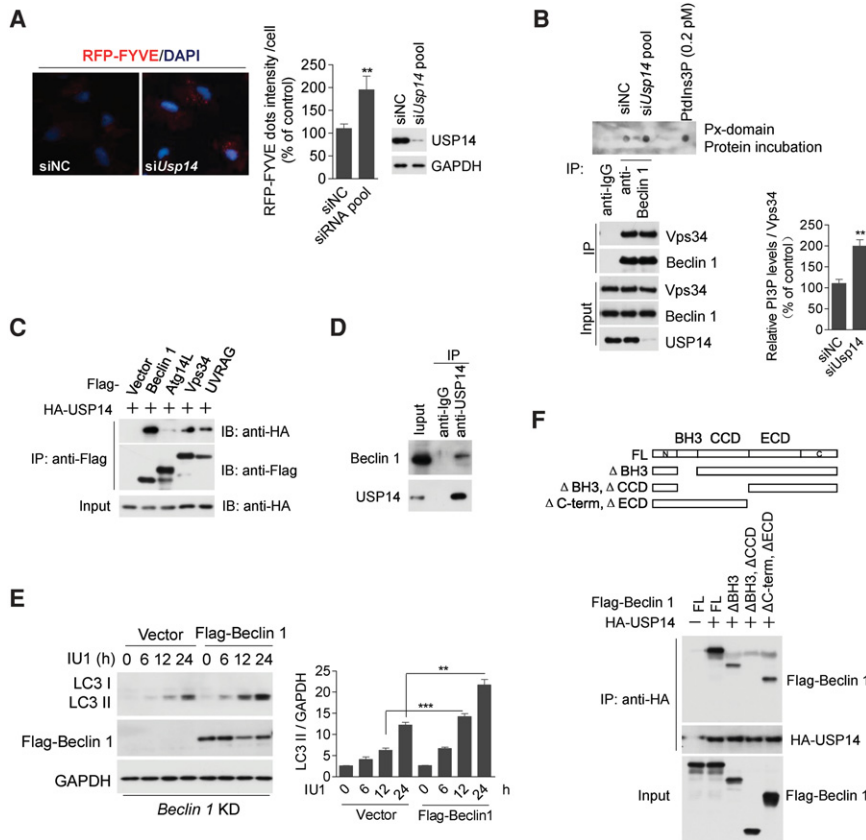 A
RFP-FYVE/DAPI
siNC
siUsp14
RFP-FYVE dots intensity /cell
(% of control)
250
200
150
100
50
0
**
siNC
siRNA pool
siNC
siUsp14 pool
USP14
GAPDH
B
siNC
siUsp14 pool
PtdIns3P (0.2 pM)
Px-domain
Protein incubation
IP:
anti-IgG
anti-
Beclin 1
IP
Vps34
Beclin 1
Input
Vps34
Beclin 1
USP14
Relative PI3P levels / Vps34
(% of control)
250
200
150
100
50
0
**
siNC
siUsp14
C
Flag-
Vector
Beclin 1
Atg14L
Vps34
UVRAG
HA-USP14
+ + + + +
IP: anti-Flag
IB: anti-HA
IB: anti-Flag
Input
IB: anti-HA
D
IP
Iuput
anti-IgG
anti-USP14
Beclin 1
USP14
E
Vector
Flag-Beclin 1
IU1 (h)
0 6 12 24 0 6 12 24
LC3 I
LC3 II
Flag-Beclin 1
GAPDH
Beclin 1 KD
LC3 II / GAPDH
25
20
15
10
5
0
**
***
IU1
0 6 12 24 0 6 12 24 h
Vector
Flag-Beclin1
F
BH3 CCD ECD
FL
N
C
Δ BH3
Δ BH3, Δ CCD
Δ C-term, Δ ECD
Flag-Beclin 1
FL
FL
ΔBH3
ΔBH3, ΔCCD
ΔC-term, ΔECD
HA-USP14
− + + + +
IP: anti-HA
Flag-Beclin 1
HA-USP14
Input
Flag-Beclin 1